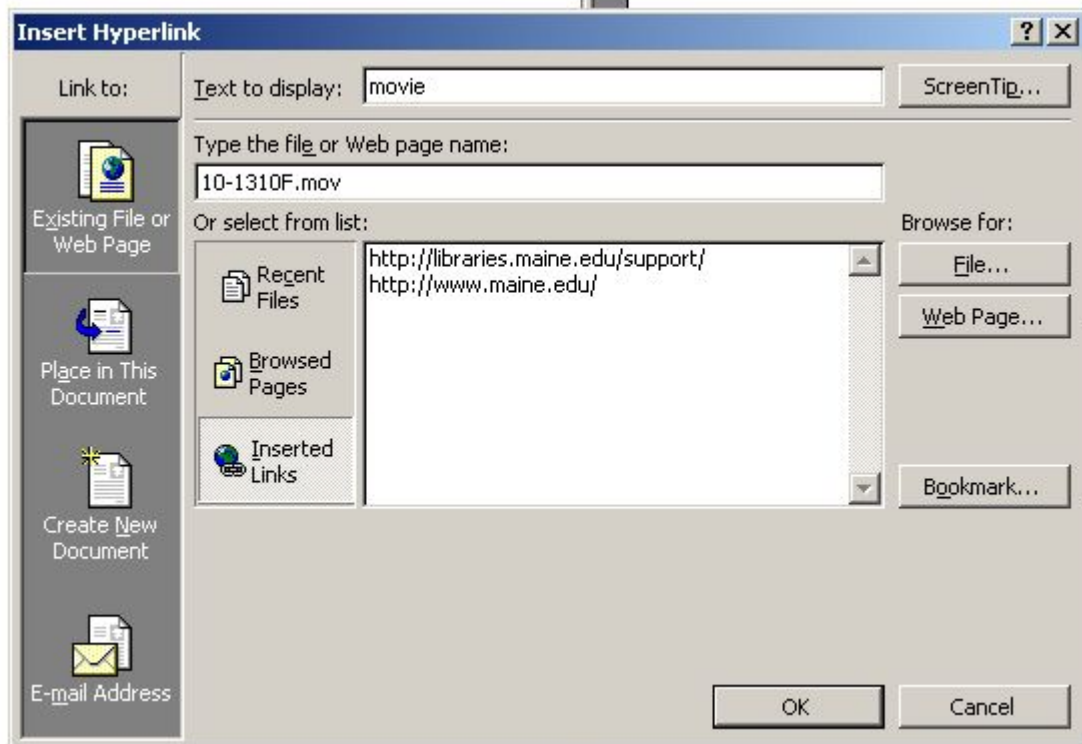 Insert Hyperlink
Link to:
Text to display:
movie
ScreenTip...
Type the file or Web page name:
10-1310F.mov
Existing File or
Web Page
Or select from list:
Browse for:
Recent
Files
http://libraries.maine.edu/support/
http://www.maine.edu/
File...
Web Page...
Place in This
Document
Browsed
Pages
Inserted
Links
Bookmark...
Create New
Document
E-mail Address
OK
Cancel